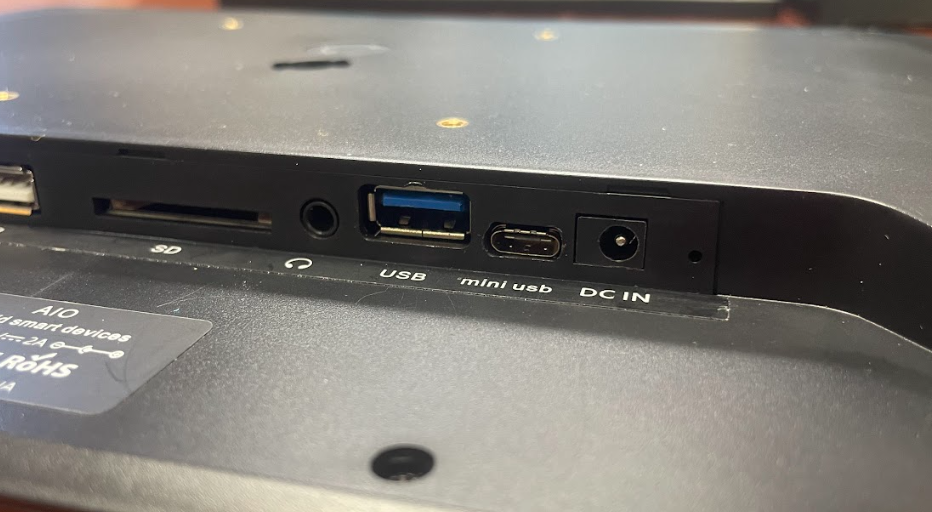 SD
USB
mini usb
DC IN
AIO
smart devices
2A
RoHS